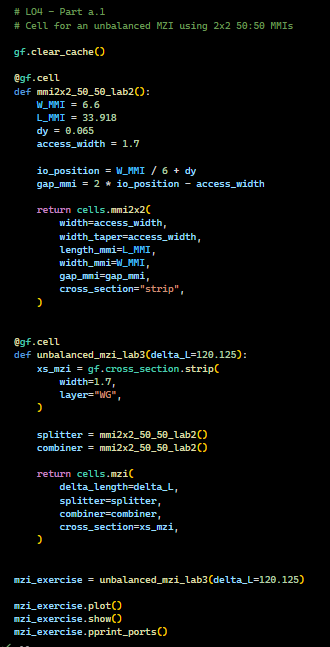 # LO4 - Part a.1
# Cell for an unbalanced MZI using 2x2 50:50 MMIs

gf.clear_cache()

@gf.cell
def mmi2x2_50_50_lab2():
    W_MMI = 6.6
    L_MMI = 33.918
    dy = 0.065
    access_width = 1.7

    io_position = W_MMI / 6 + dy
    gap_mmi = 2 * io_position - access_width

    return cells.mmi2x2(
        width=access_width,
        width_taper=access_width,
        length_mmi=L_MMI,
        width_mmi=W_MMI,
        gap_mmi=gap_mmi,
        cross_section="strip",
    )


@gf.cell
def unbalanced_mzi_lab3(delta_L=120.125):
    xs_mzi = gf.cross_section.strip(
        width=1.7,
        layer="WG",
    )

    splitter = mmi2x2_50_50_lab2()
    combiner = mmi2x2_50_50_lab2()

    return cells.mzi(
        delta_length=delta_L,
        splitter=splitter,
        combiner=combiner,
        cross_section=xs_mzi,
    )


mzi_exercise = unbalanced_mzi_lab3(delta_L=120.125)

mzi_exercise.plot()
mzi_exercise.show()
mzi_exercise.pprint_ports()